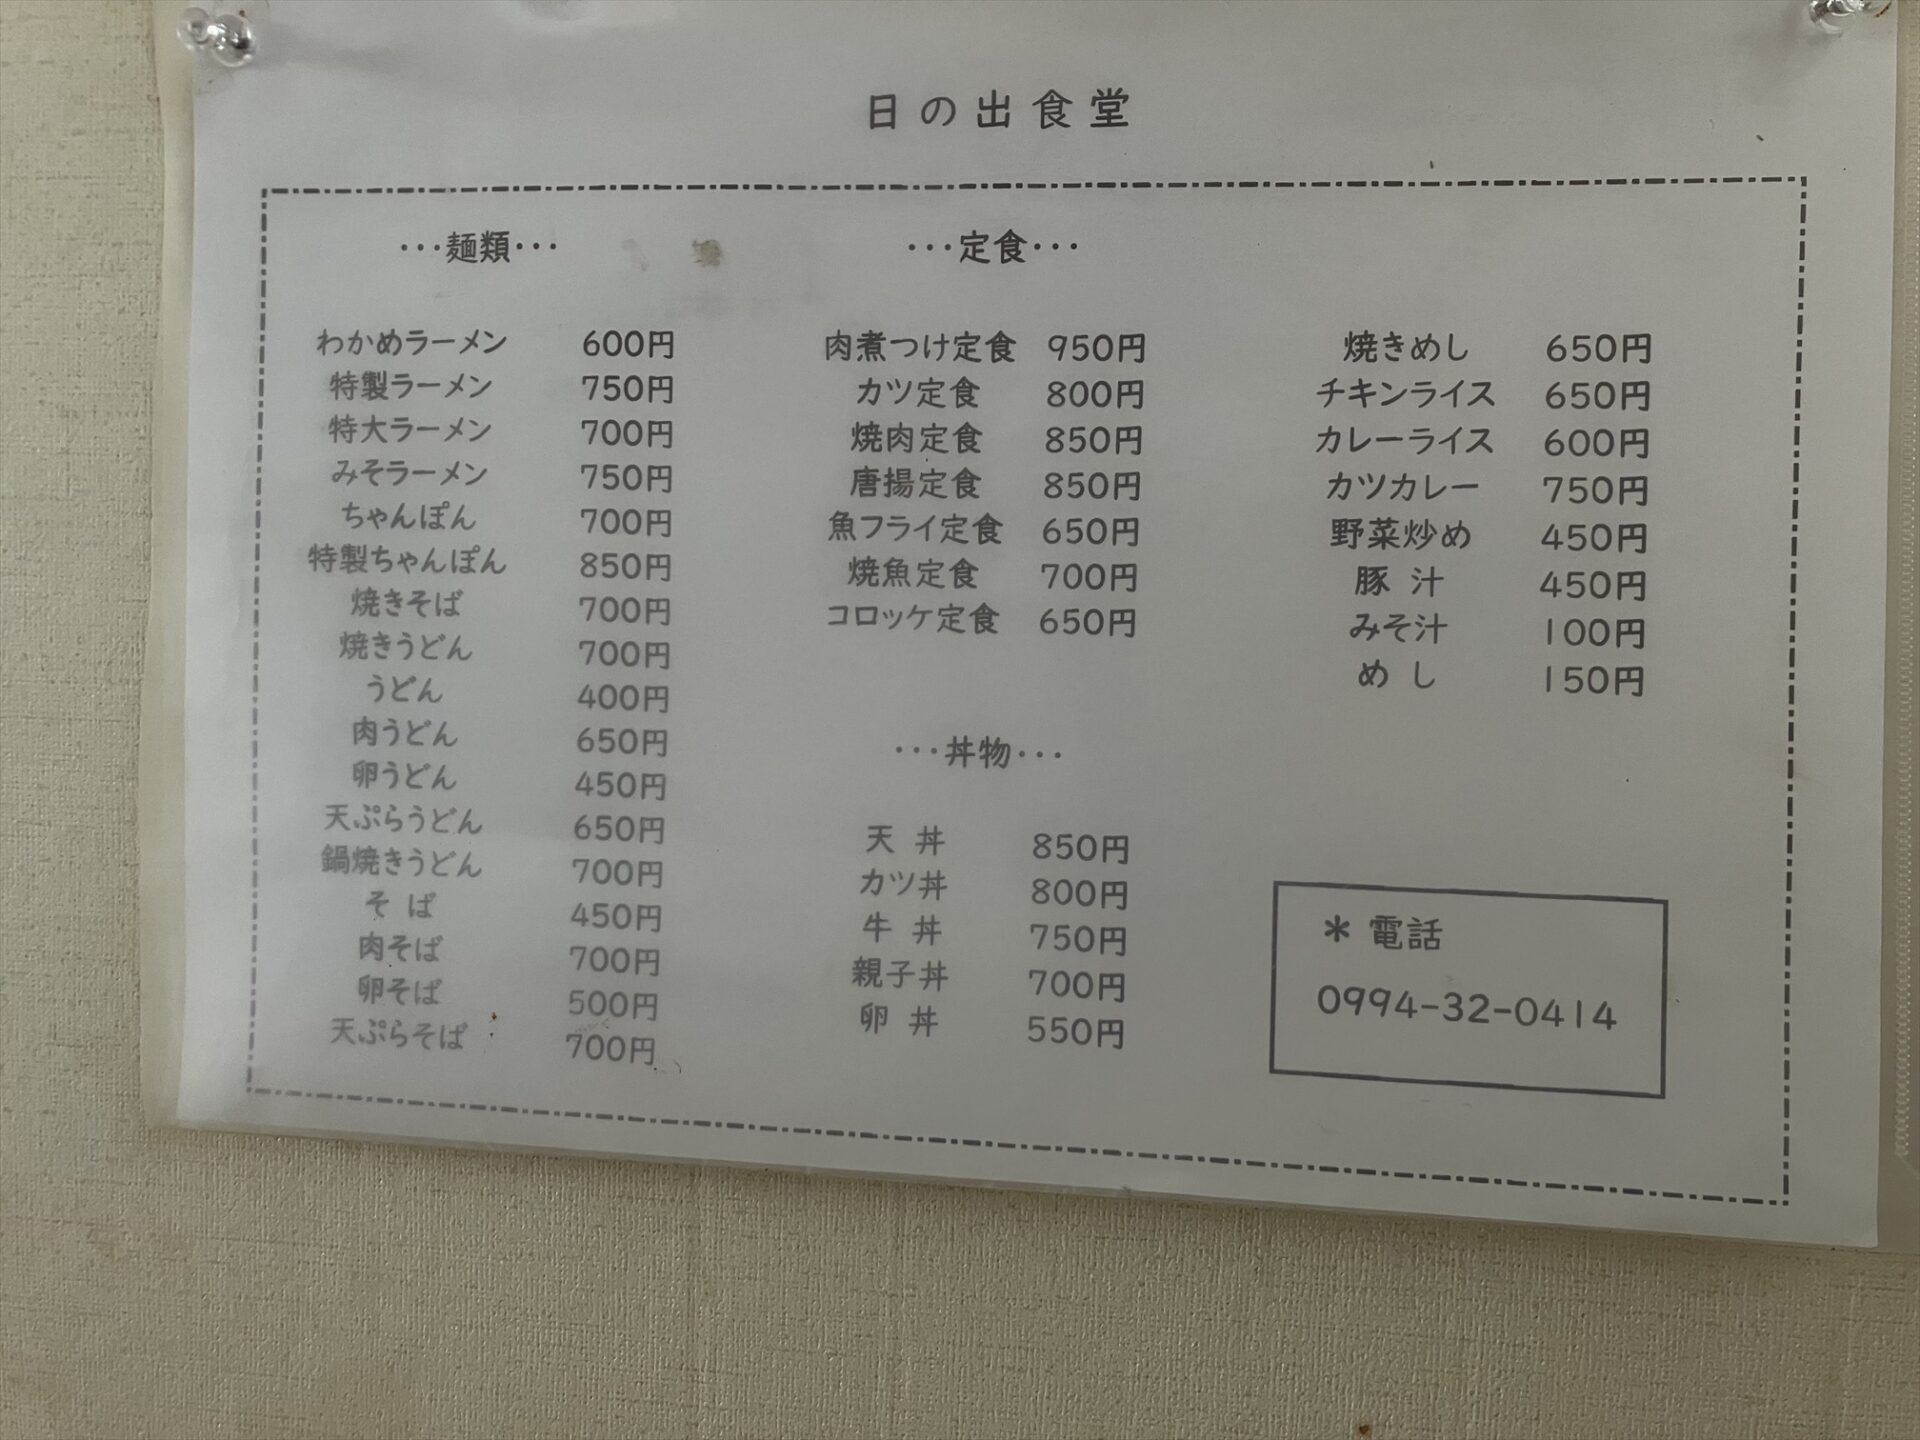 日の出食堂
･･･麺類･･･
わかめラーメン 600円
特製ラーメン 750円
特大ラーメン 700円
みそラーメン 750円
ちゃんぽん 700円
特製ちゃんぽん 850円
焼きそば 700円
焼きうどん 700円
うどん 400円
肉うどん 650円
卵うどん 450円
天ぷらうどん 650円
鍋焼きうどん 700円
そ ば 450円
肉そば 700円
卵そば 500円
天ぷらそば 700円
･･･定食･･･
肉煮つけ定食 950円
カツ定食 800円
焼肉定食 850円
唐揚定食 850円
魚フライ定食 650円
焼魚定食 700円
コロッケ定食 650円
･･･丼物･･･
天 丼 850円
カツ丼 800円
牛 丼 750円
親子丼 700円
卵 丼 550円
焼きめし 650円
チキンライス 650円
カレーライス 600円
カツカレー 750円
野菜炒め 450円
豚 汁 450円
みそ汁 100円
め し 150円
＊ 電話
0994-32-0414